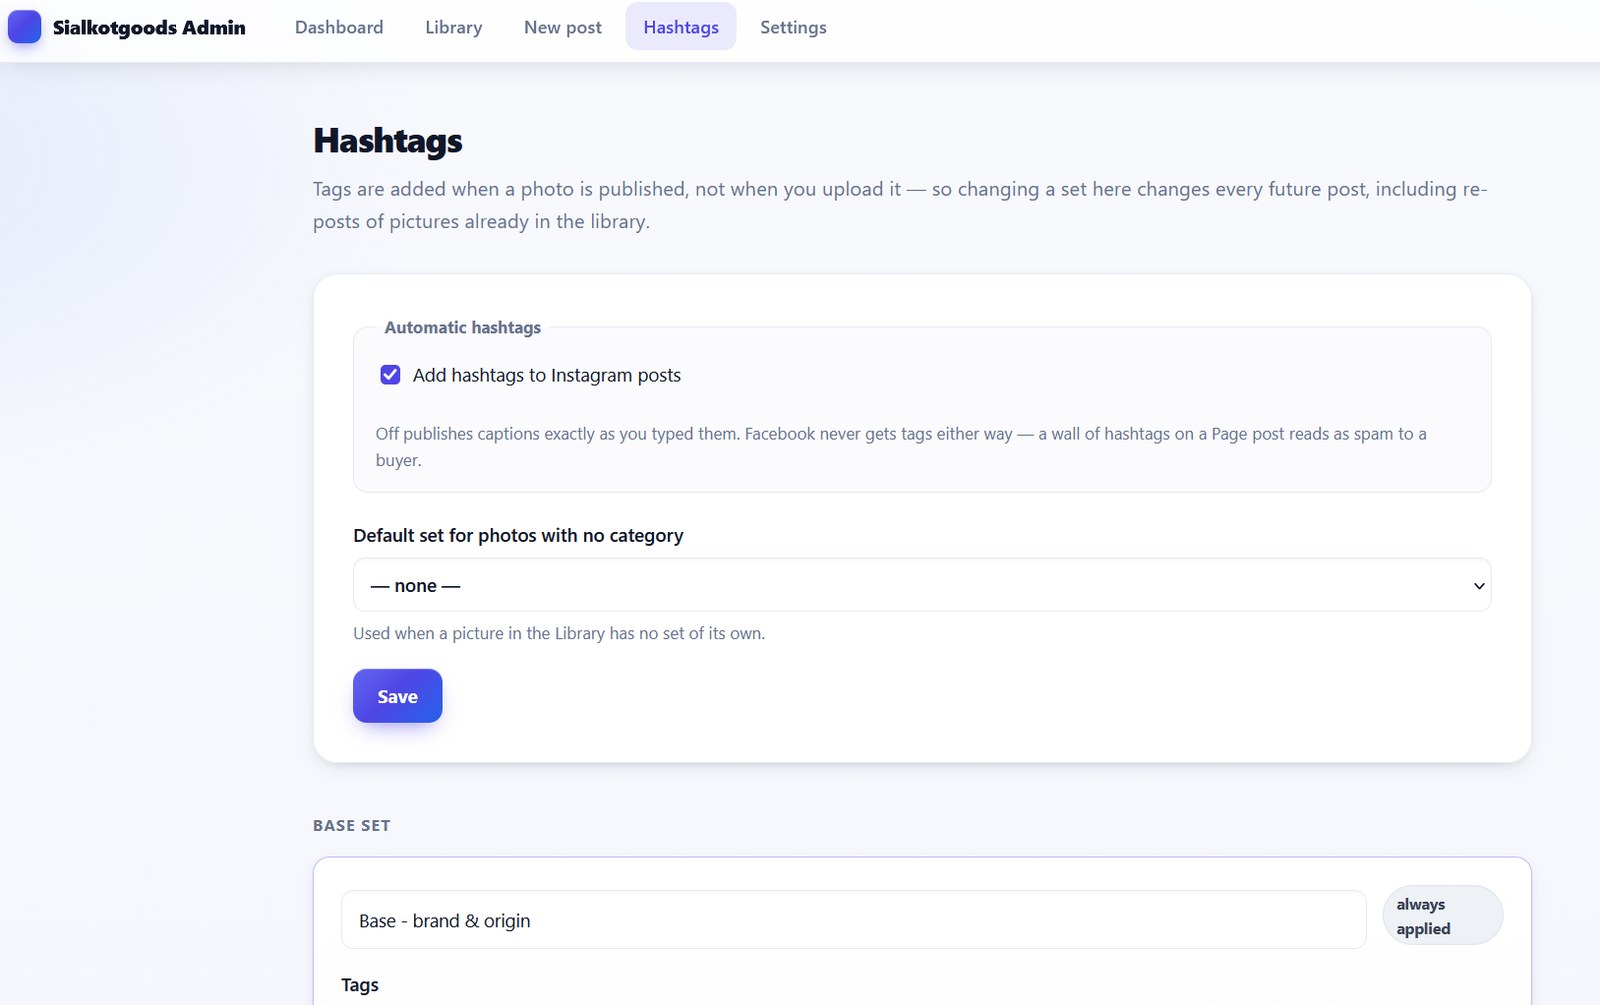 Sialkotgoods Admin Dashboard Library New post Hashtags Settings
Hashtags
Tags are added when a photo is published, not when you upload it — so changing a set here changes every future post, including re-
posts of pictures already in the library.
Automatic hashtags
Add hashtags to Instagram posts
Off publishes captions exactly as you typed them. Facebook never gets tags either way — a wall of hashtags on a Page post reads as spam to a
buyer.
Default set for photos with no category
— none —
Used when a picture in the Library has no set of its own.
Save
BASE SET
Base - brand & origin
always
applied
Tags